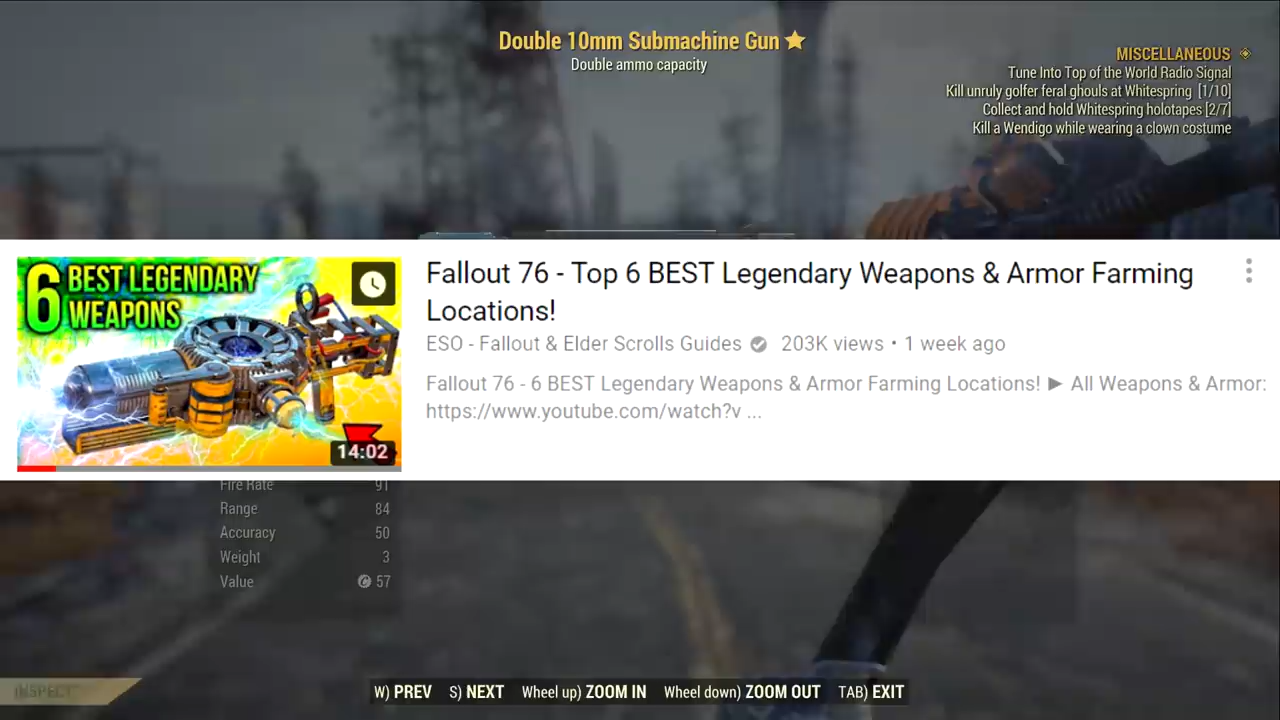 Double 10mm Submachine Gun
Double ammo capacity
MISCELLANEOUS
Tune Into Top of the World Radio Signal
Kill unruly golfer feral ghouls at Whitespring [1/10]
Collect and hold Whitespring holotapes [2/7]
Kill a Wendigo while wearing a clown costume
6 BEST LEGENDARY
WEAPONS
14:02
Fallout 76 - Top 6 BEST Legendary Weapons & Armor Farming
Locations!
ESO - Fallout & Elder Scrolls Guides 203K views • 1 week ago
Fallout 76 - 6 BEST Legendary Weapons & Armor Farming Locations! ► All Weapons & Armor:
https://www.youtube.com/watch?v ...
Fire Rate 91
Range 84
Accuracy 50
Weight 3
Value 57
INSPECT
W) PREV S) NEXT Wheel up) ZOOM IN Wheel down) ZOOM OUT TAB) EXIT